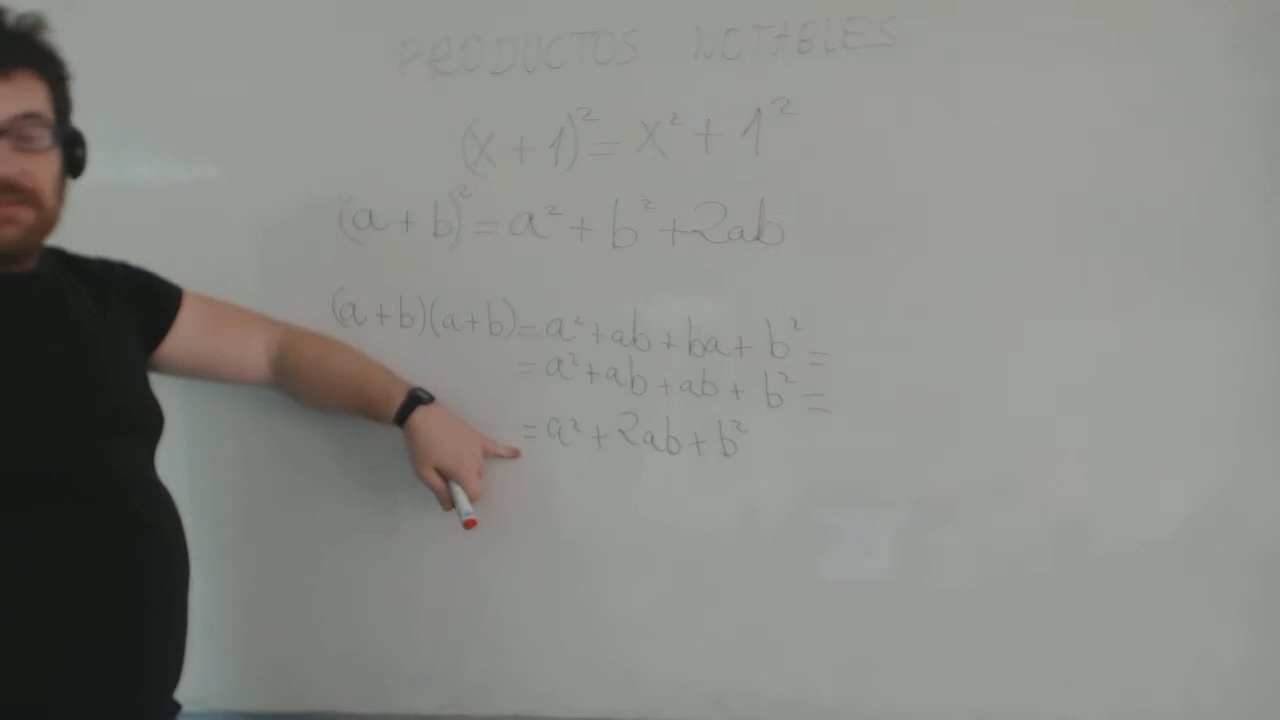 PRODUCTOS NOTABLES
(x + 1)² = x² + 1²
(a + b)² = a² + b² + 2ab
(a + b)(a + b) = a² + ab + ba + b² =
= a² + ab + ab + b² =
= a² + 2ab + b²